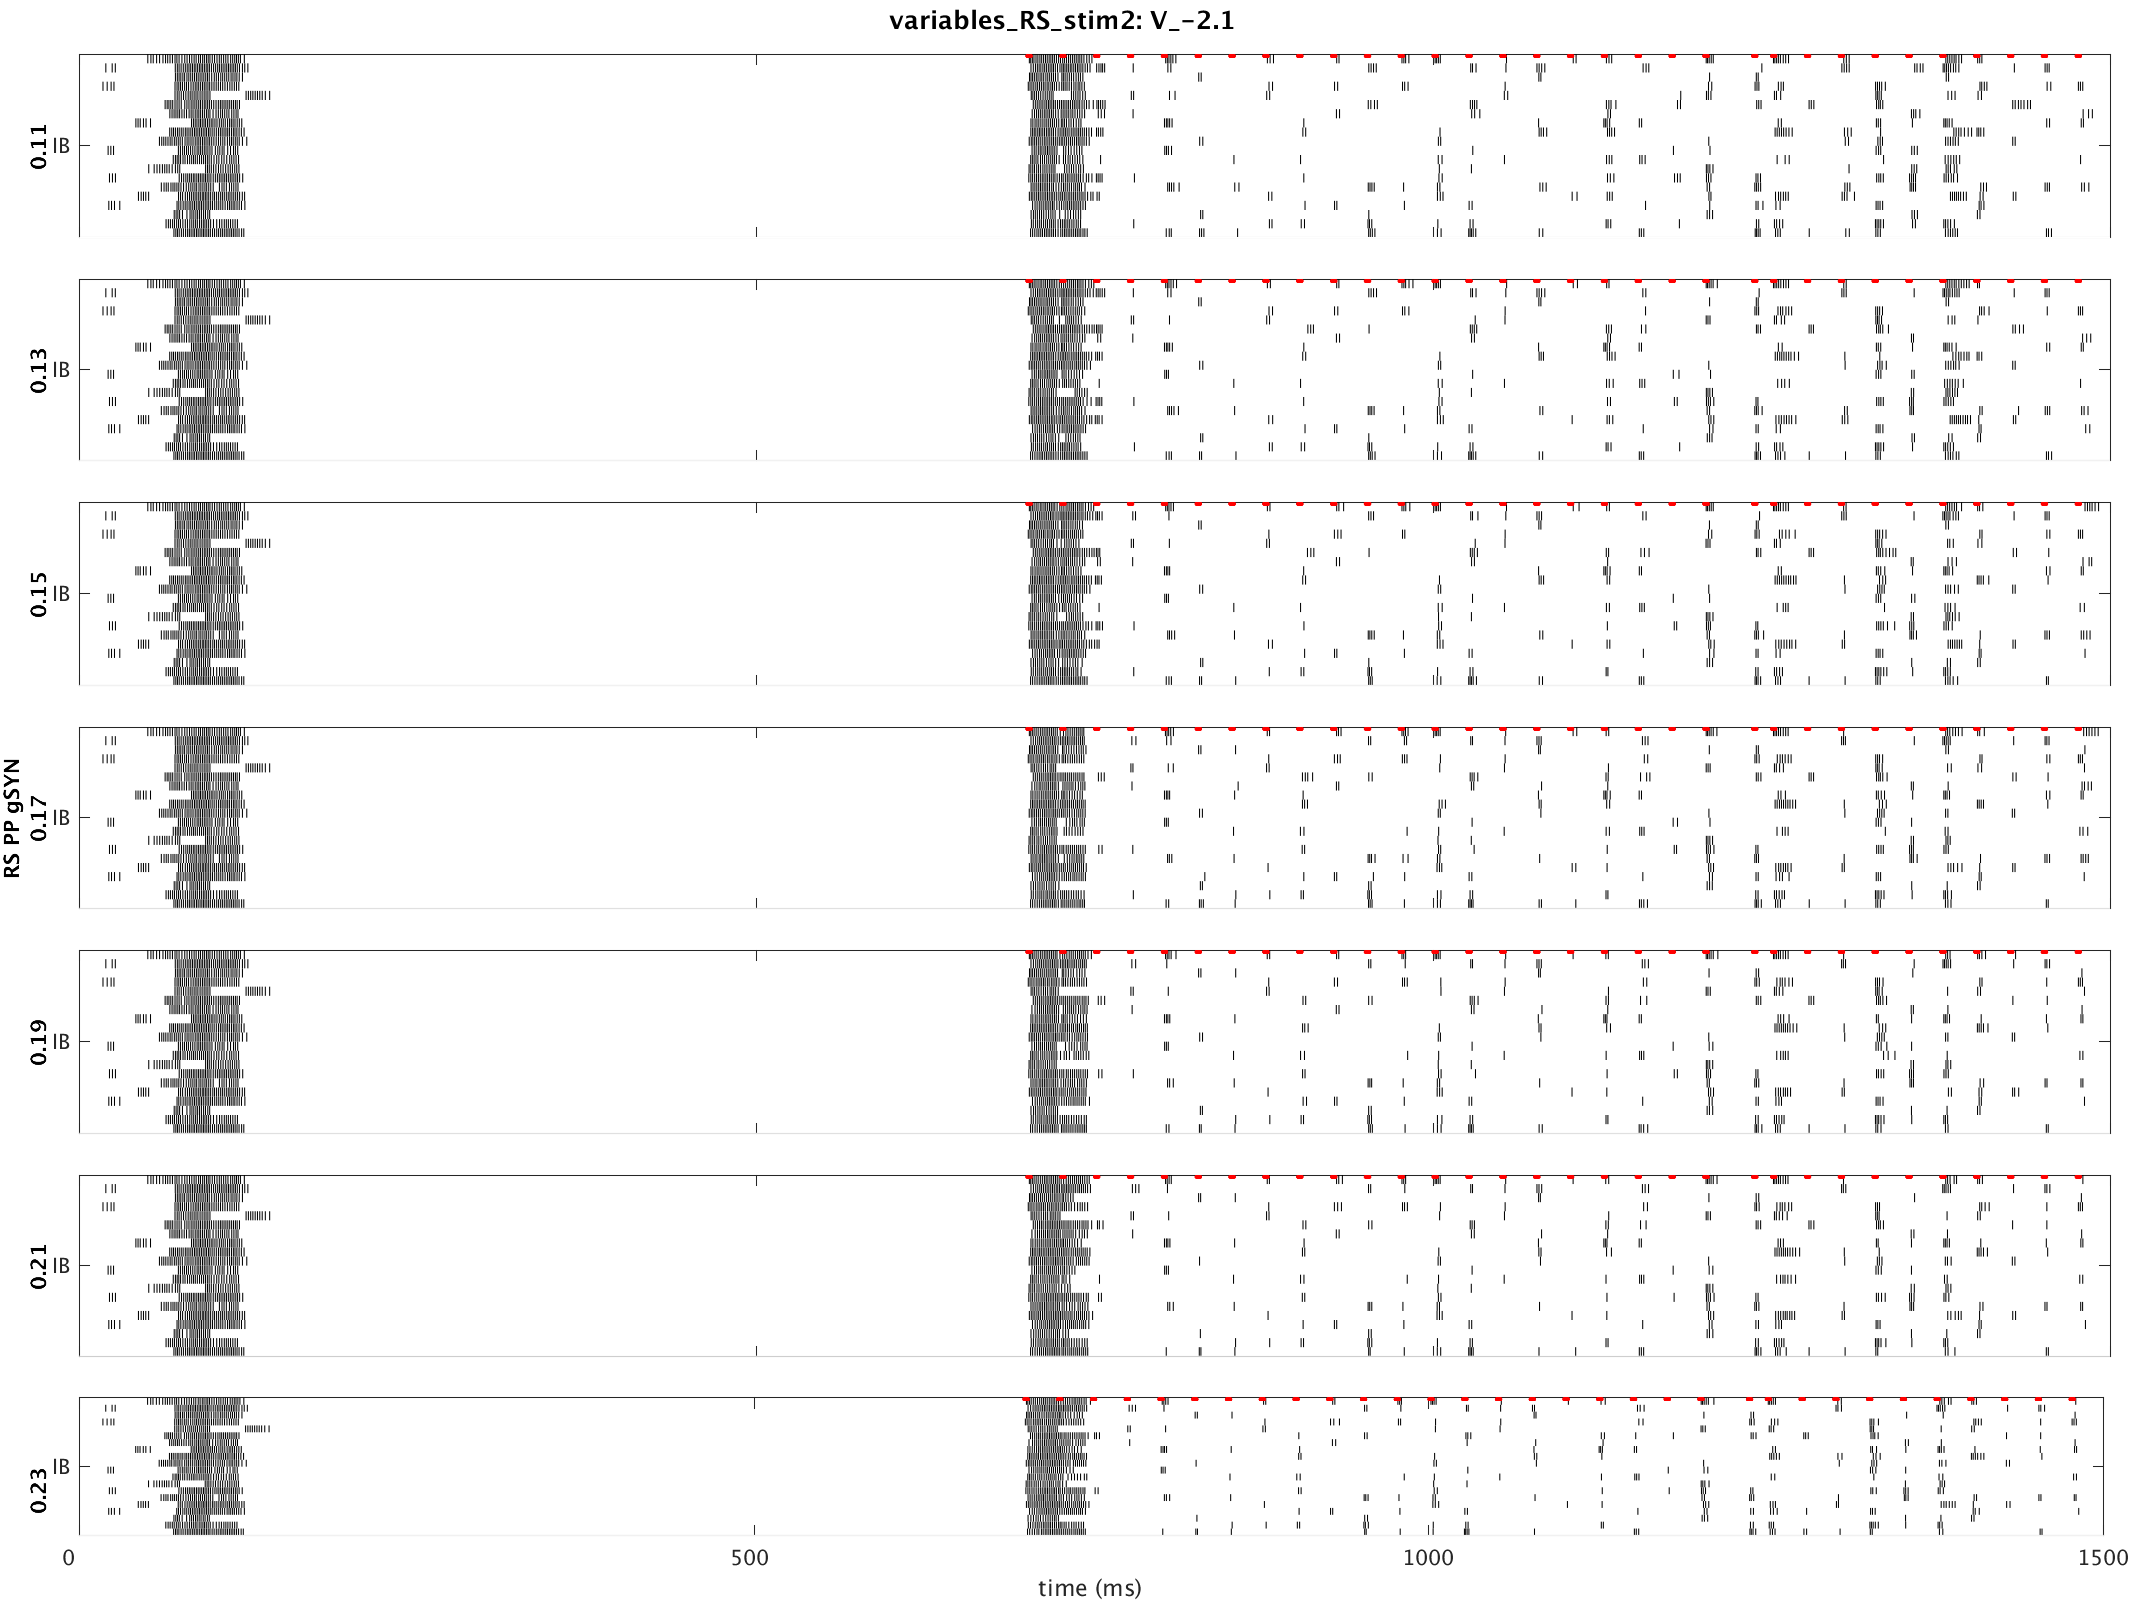 variables_RS_stim2: V_-2.1
RS PP gSYN
0.11 IB
0.13 IB
0.15 IB
0.17 IB
0.19 IB
0.21 IB
0.23 IB
0 500 1000 1500
time (ms)